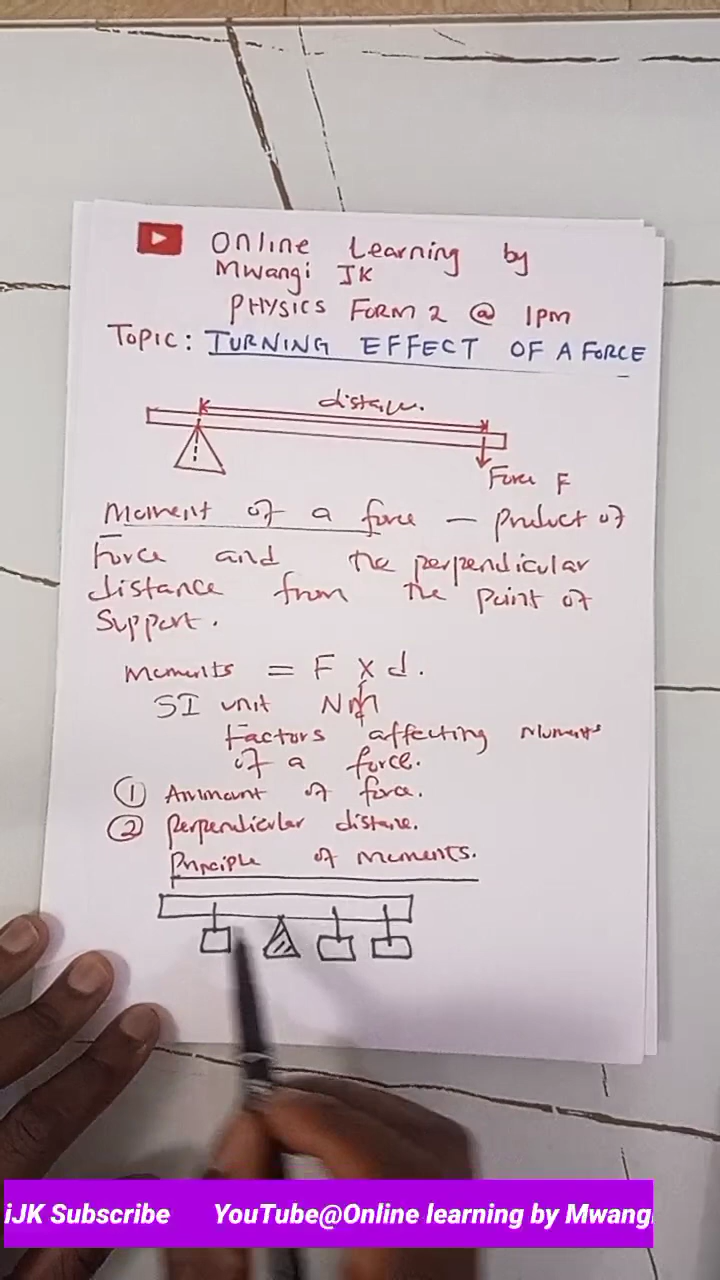 Online Learning by
Mwangi JK
PHYSICS FORM 2 @ 1pm
TOPIC: TURNING EFFECT OF A FORCE
distance.
Force F
Moment of a force — product of
Force and the perpendicular
distance from the point of
Support.
Moments = F x d.
SI unit Nm
Factors affecting Moments
of a force.
① Ammount of force.
② Perpendicular distance.
Principle of Moments.
iJK Subscribe YouTube@Online learning by Mwang